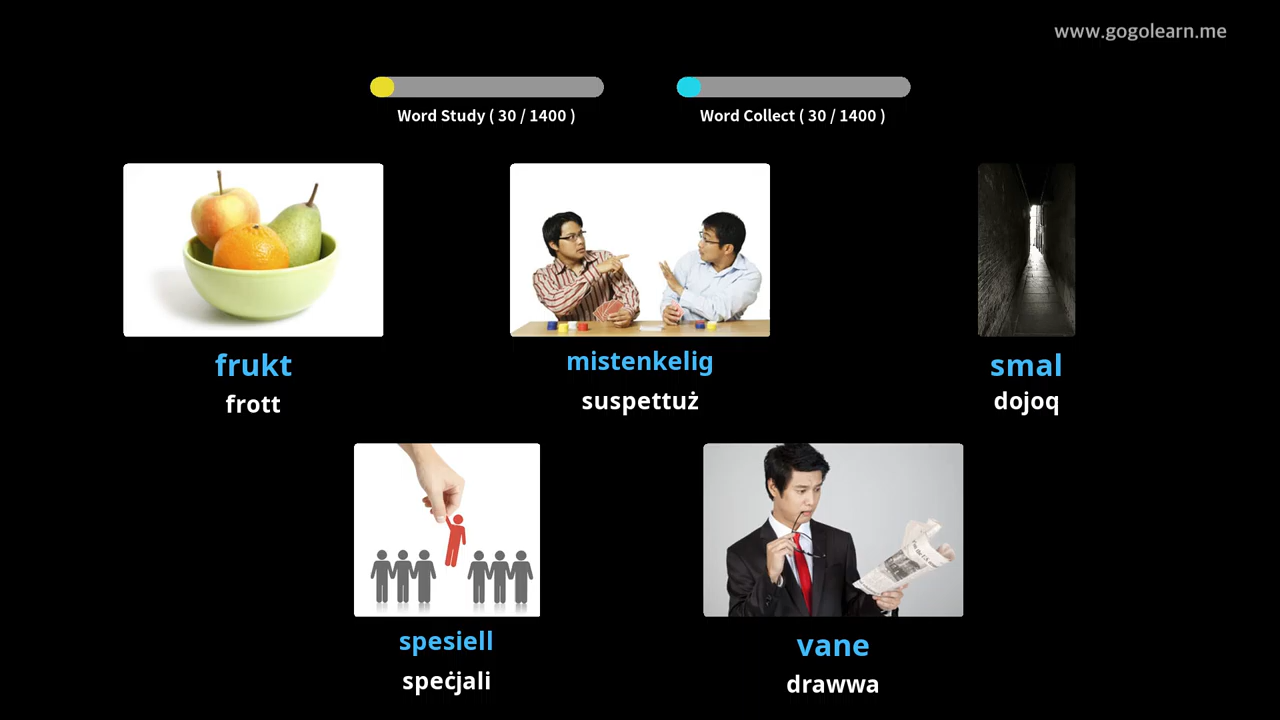 www.gogolearn.me
Word Study ( 30 / 1400 )
Word Collect ( 30 / 1400 )
frukt
frott
mistenkelig
suspettuż
smal
dojoq
spesiell
speċjali
vane
drawwa